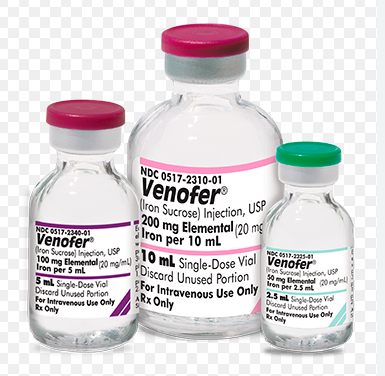 NDC 0517-2340-01
Venofer®
(Iron Sucrose) Injection, USP
100 mg Elemental (20 mg/mL)
Iron per 5 mL
5 mL Single-Dose Vial
Discard Unused Portion
For Intravenous Use Only
Rx Only
NDC 0517-2310-01
Venofer®
(Iron Sucrose) Injection, USP
200 mg Elemental (20 mg
Iron per 10 mL
10 mL Single-Dose Vial
Discard Unused Portion
For Intravenous Use Only
Rx Only
NDC 0517-2325-01
Venofer®
(Iron Sucrose) Injection, USP
50 mg Elemental (20 mg/mL)
Iron per 2.5 mL
2.5 mL Single-Dose Vial
Discard Unused Portion
For Intravenous Use Only
Rx Only